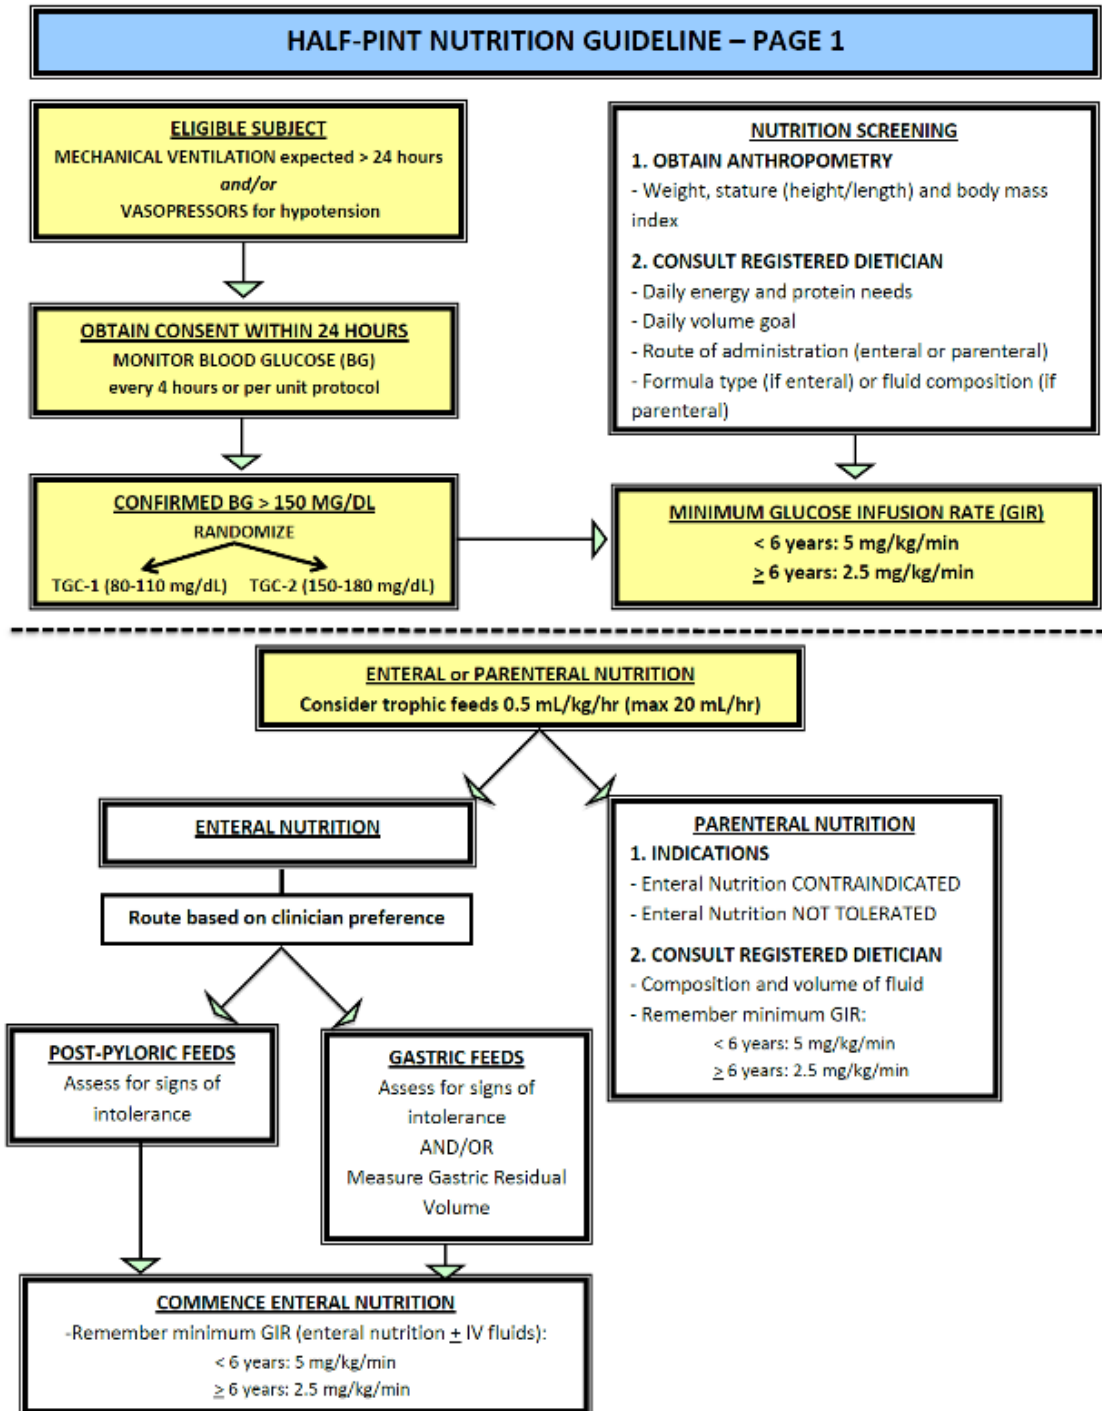 HALF-PINT NUTRITION GUIDELINE – PAGE 1
ELIGIBLE SUBJECT
MECHANICAL VENTILATION expected > 24 hours
and/or
VASOPRESSORS for hypotension
OBTAIN CONSENT WITHIN 24 HOURS
MONITOR BLOOD GLUCOSE (BG)
every 4 hours or per unit protocol
CONFIRMED BG > 150 MG/DL
RANDOMIZE
TGC-1 (80-110 mg/dL) TGC-2 (150-180 mg/dL)
NUTRITION SCREENING
1. OBTAIN ANTHROPOMETRY
- Weight, stature (height/length) and body mass
index
2. CONSULT REGISTERED DIETICIAN
- Daily energy and protein needs
- Daily volume goal
- Route of administration (enteral or parenteral)
- Formula type (if enteral) or fluid composition (if
parenteral)
MINIMUM GLUCOSE INFUSION RATE (GIR)
< 6 years: 5 mg/kg/min
≥ 6 years: 2.5 mg/kg/min
ENTERAL or PARENTERAL NUTRITION
Consider trophic feeds 0.5 mL/kg/hr (max 20 mL/hr)
ENTERAL NUTRITION
Route based on clinician preference
PARENTERAL NUTRITION
1. INDICATIONS
- Enteral Nutrition CONTRAINDICATED
- Enteral Nutrition NOT TOLERATED
2. CONSULT REGISTERED DIETICIAN
- Composition and volume of fluid
- Remember minimum GIR:
< 6 years: 5 mg/kg/min
≥ 6 years: 2.5 mg/kg/min
POST-PYLORIC FEEDS
Assess for signs of
intolerance
GASTRIC FEEDS
Assess for signs of
intolerance
AND/OR
Measure Gastric Residual
Volume
COMMENCE ENTERAL NUTRITION
-Remember minimum GIR (enteral nutrition ± IV fluids):
< 6 years: 5 mg/kg/min
≥ 6 years: 2.5 mg/kg/min